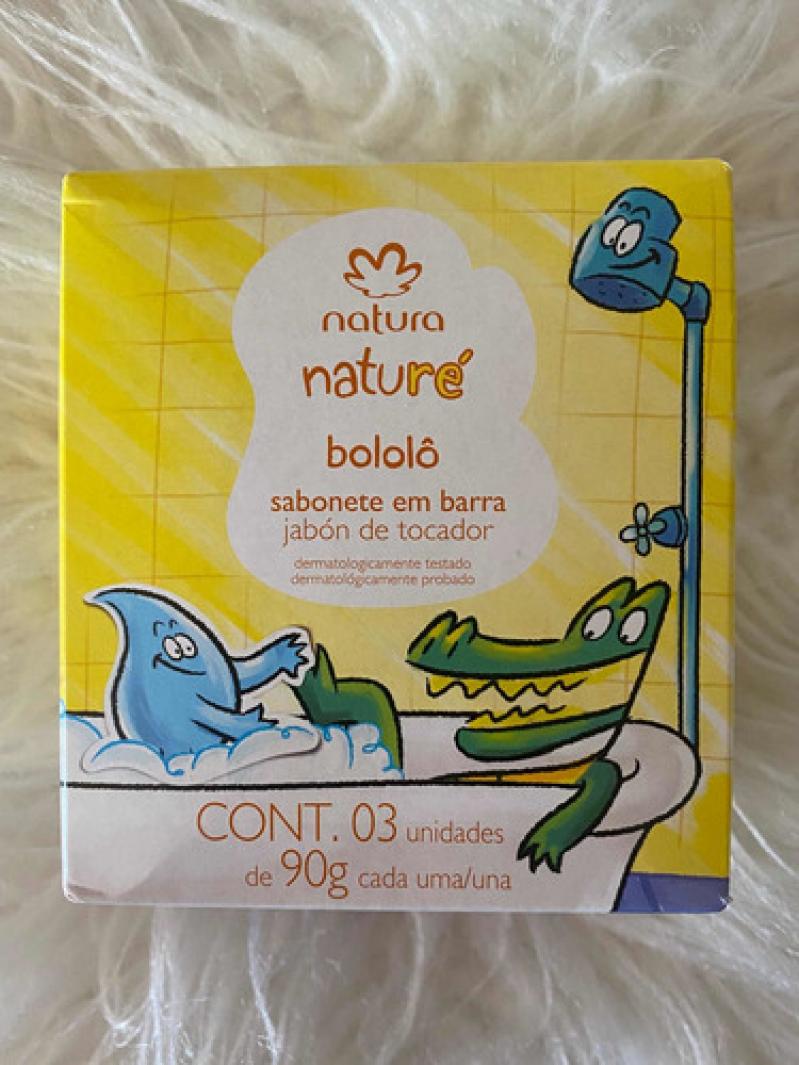 natura
naturé
bololô
sabonete em barra
jabón de tocador
dermatologicamente testado
dermatológicamente probado
CONT. 03 unidades
de 90g cada uma/una